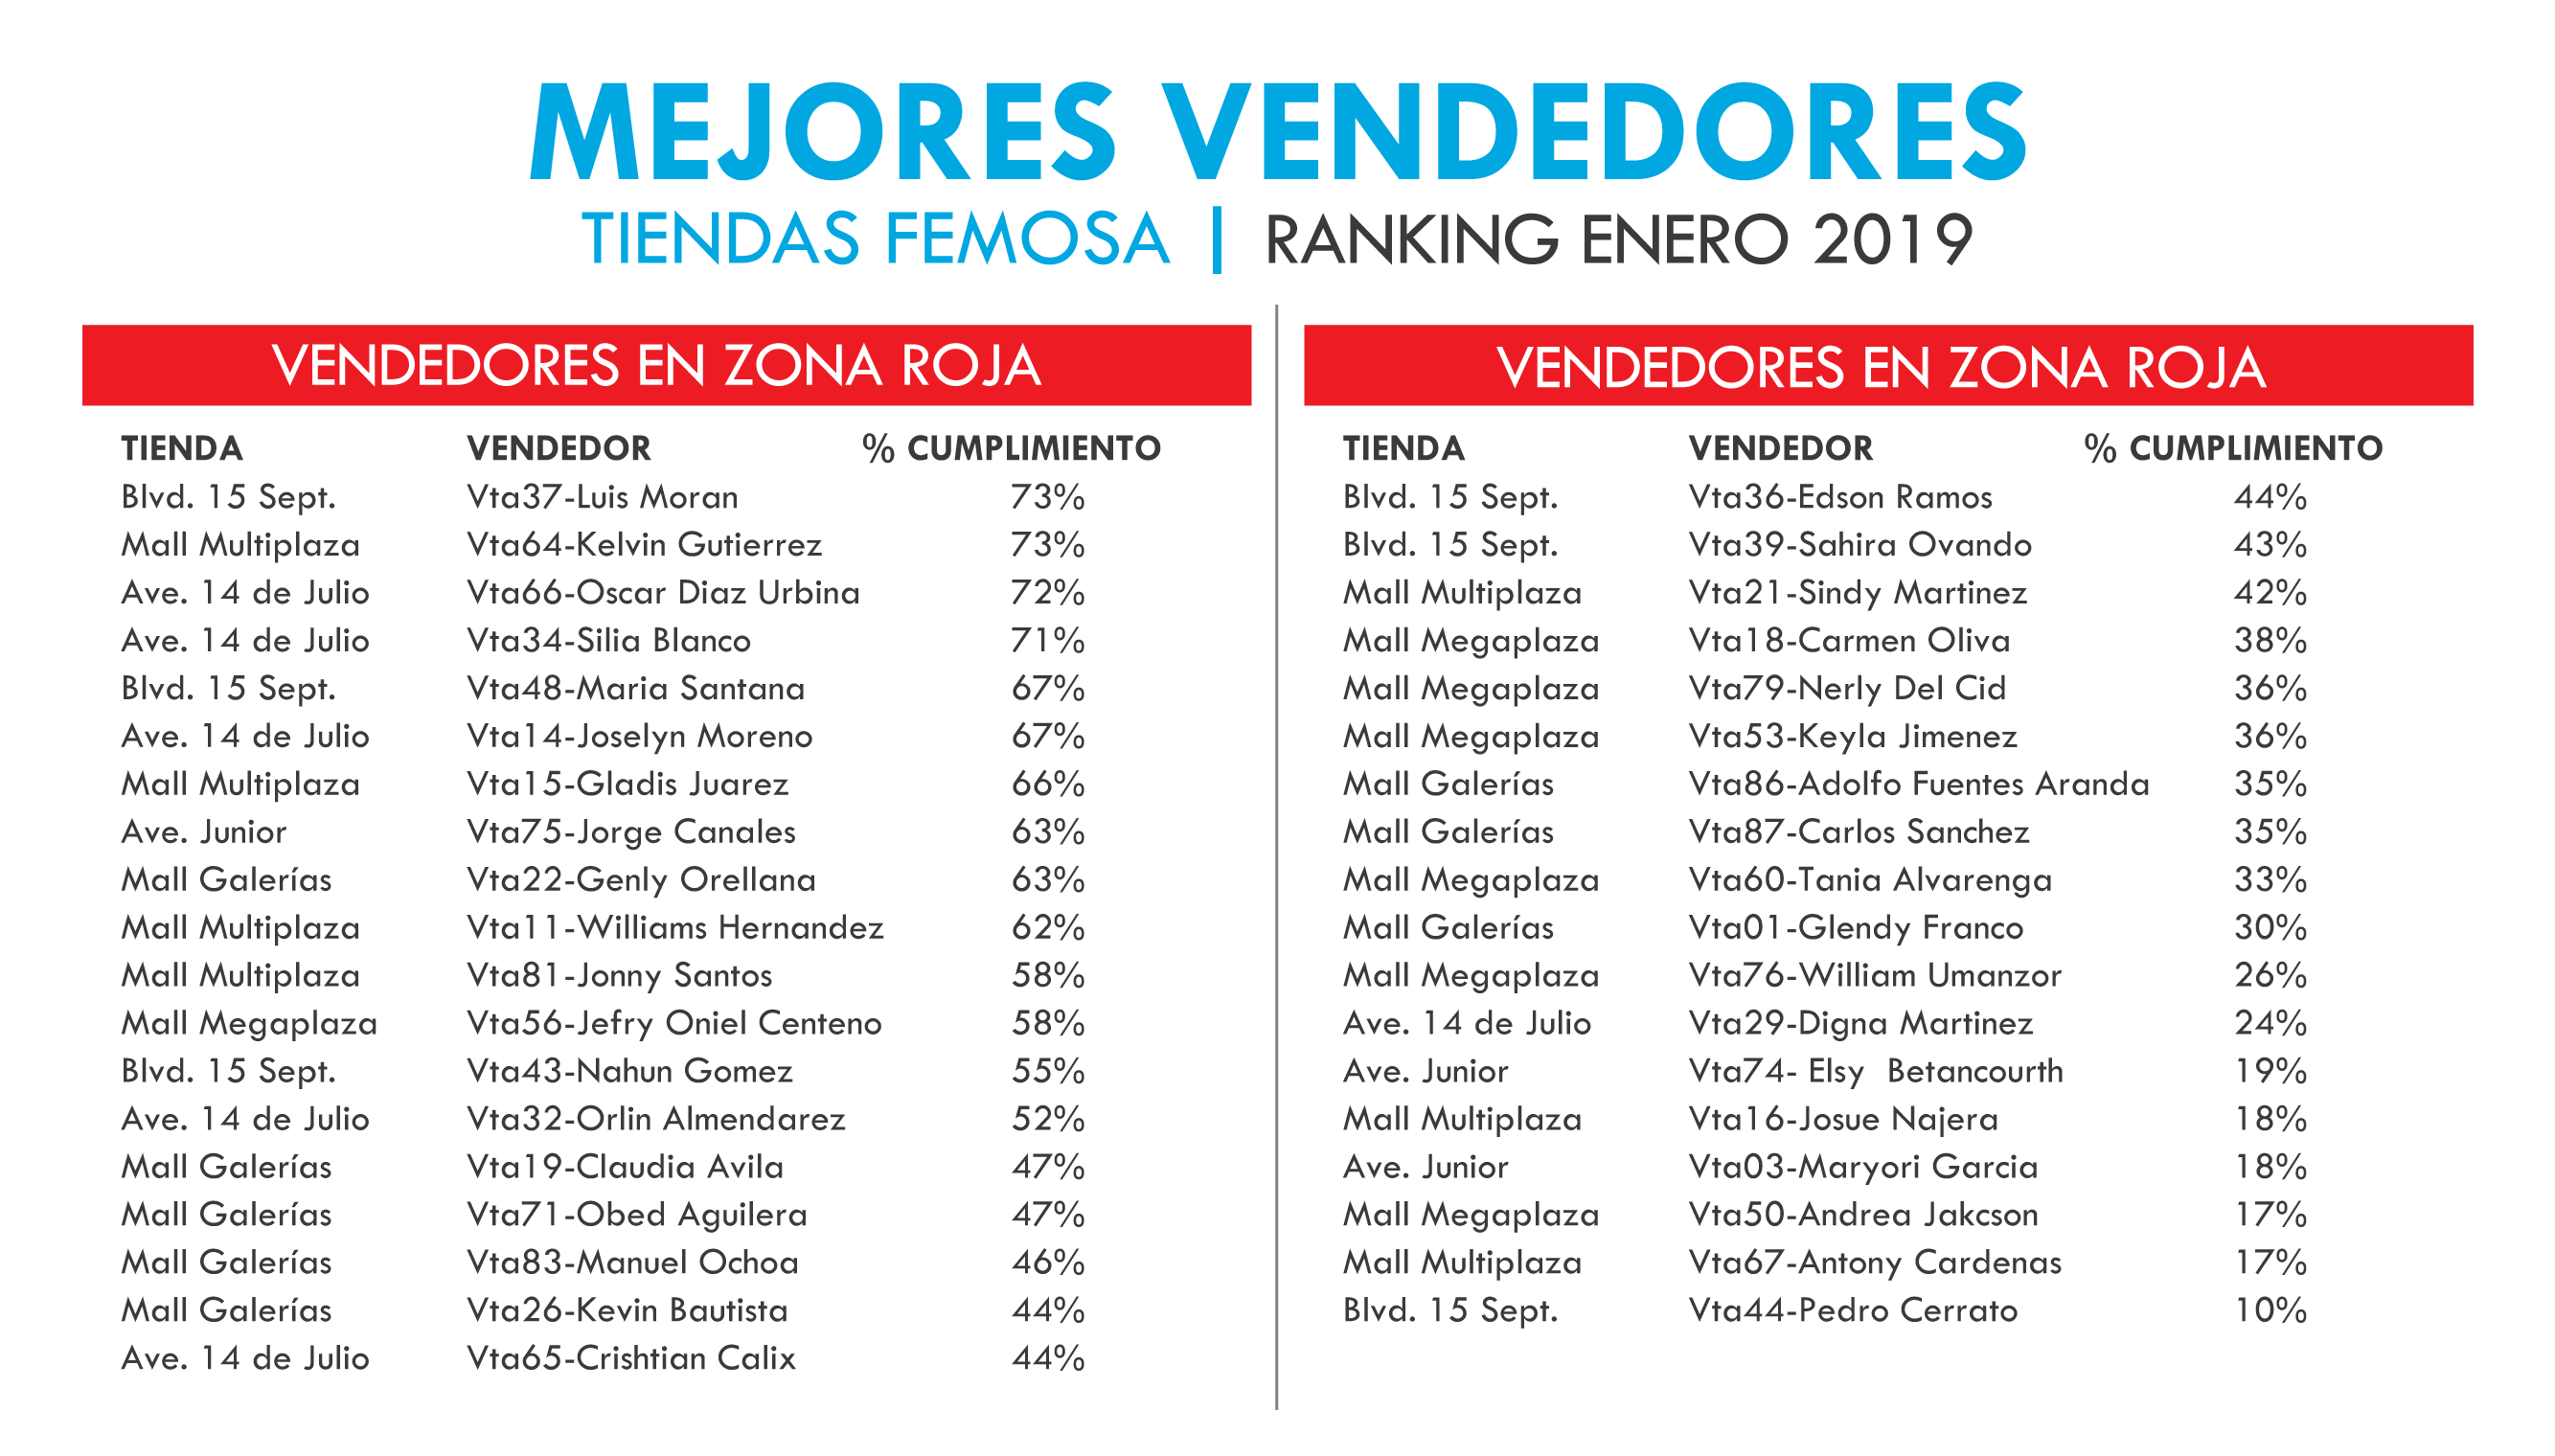 MEJORES VENDEDORES
TIENDAS FEMOSA | RANKING ENERO 2019
VENDEDORES EN ZONA ROJA
TIENDA VENDEDOR % CUMPLIMIENTO
Blvd. 15 Sept. Vta37-Luis Moran 73%
Mall Multiplaza Vta64-Kelvin Gutierrez 73%
Ave. 14 de Julio Vta66-Oscar Diaz Urbina 72%
Ave. 14 de Julio Vta34-Silia Blanco 71%
Blvd. 15 Sept. Vta48-Maria Santana 67%
Ave. 14 de Julio Vta14-Joselyn Moreno 67%
Mall Multiplaza Vta15-Gladis Juarez 66%
Ave. Junior Vta75-Jorge Canales 63%
Mall Galerías Vta22-Genly Orellana 63%
Mall Multiplaza Vta11-Williams Hernandez 62%
Mall Multiplaza Vta81-Jonny Santos 58%
Mall Megaplaza Vta56-Jefry Oniel Centeno 58%
Blvd. 15 Sept. Vta43-Nahun Gomez 55%
Ave. 14 de Julio Vta32-Orlin Almendarez 52%
Mall Galerías Vta19-Claudia Avila 47%
Mall Galerías Vta71-Obed Aguilera 47%
Mall Galerías Vta83-Manuel Ochoa 46%
Mall Galerías Vta26-Kevin Bautista 44%
Ave. 14 de Julio Vta65-Crishtian Calix 44%
VENDEDORES EN ZONA ROJA
TIENDA VENDEDOR % CUMPLIMIENTO
Blvd. 15 Sept. Vta36-Edson Ramos 44%
Blvd. 15 Sept. Vta39-Sahira Ovando 43%
Mall Multiplaza Vta21-Sindy Martinez 42%
Mall Megaplaza Vta18-Carmen Oliva 38%
Mall Megaplaza Vta79-Nerly Del Cid 36%
Mall Megaplaza Vta53-Keyla Jimenez 36%
Mall Galerías Vta86-Adolfo Fuentes Aranda 35%
Mall Galerías Vta87-Carlos Sanchez 35%
Mall Megaplaza Vta60-Tania Alvarenga 33%
Mall Galerías Vta01-Glendy Franco 30%
Mall Megaplaza Vta76-William Umanzor 26%
Ave. 14 de Julio Vta29-Digna Martinez 24%
Ave. Junior Vta74- Elsy  Betancourth 19%
Mall Multiplaza Vta16-Josue Najera 18%
Ave. Junior Vta03-Maryori Garcia 18%
Mall Megaplaza Vta50-Andrea Jakcson 17%
Mall Multiplaza Vta67-Antony Cardenas 17%
Blvd. 15 Sept. Vta44-Pedro Cerrato 10%